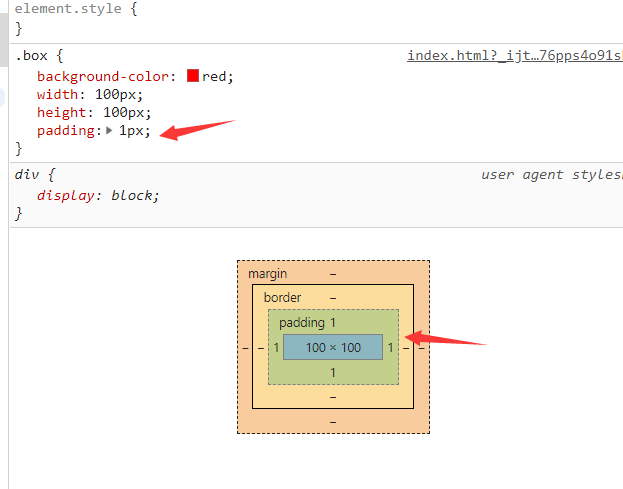 element.style {
}
.box {
index.html?_ijt…76pps4o91s
background-color: red;
width: 100px;
height: 100px;
padding: 1px;
}
div {
user agent styles
display: block;
}
margin –
border –
padding 1
– – 1 100 × 100 1 – –
1
–
–